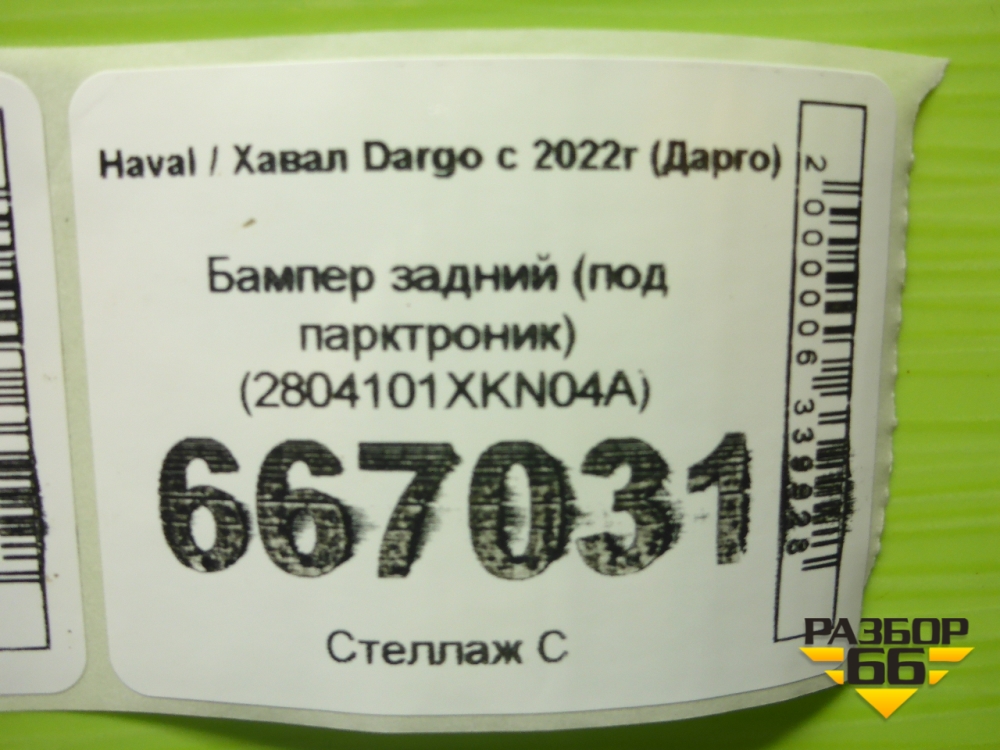 Haval / Хавал Dargo с 2022г (Дарго)
Бампер задний (под
парктроник)
(2804101XKN04A)
667031
Стеллаж С
2000006339928
РАЗБОР
66